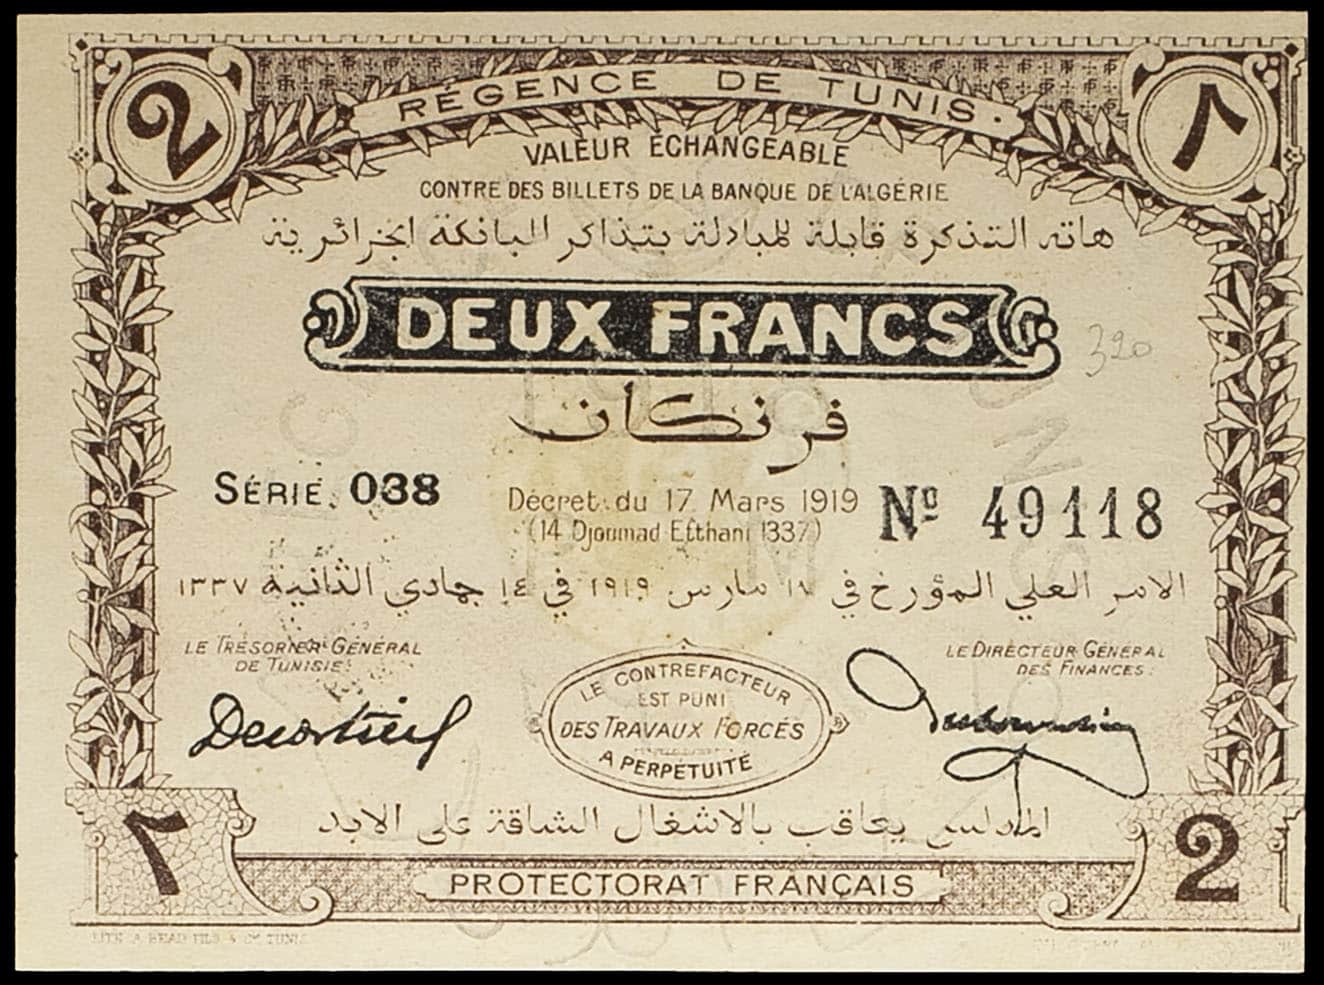 2
٢
RÉGENCE DE TUNIS
VALEUR ÉCHANGEABLE
CONTRE DES BILLETS DE LA BANQUE DE L'ALGÉRIE
هاته التذكرة قابلة للمبادلة بتذاكر البانكة الجزائرية
DEUX FRANCS
320
فرنكان
SÉRIE. 038
Décret du 17 Mars 1919
(14 Djoumad-Etthani 1337)
Nº 49118
الامر العلي المؤرخ في ١٧ مارس ١٩١٩ في ١٤ جمادي الثانية ١٣٣٧
LE TRÉSORIER GÉNÉRAL
DE TUNISIE:
LE DIRECTEUR GÉNÉRAL
DES FINANCES:
LE CONTREFACTEUR
EST PUNI
DES TRAVAUX FORCÉS
A PERPÉTUITÉ
المدلس يعاقب بالاشغال الشاقة على الابد
٢
PROTECTORAT FRANÇAIS
2